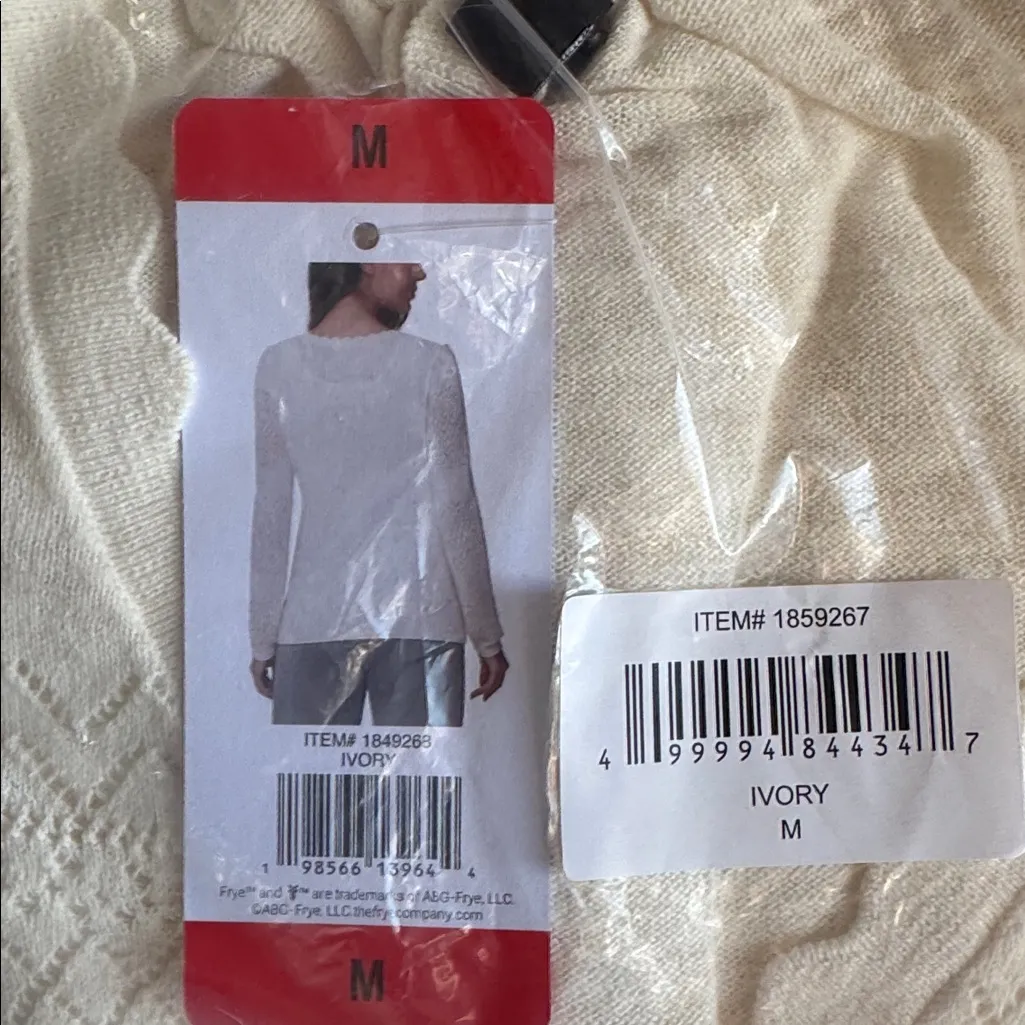 M
ITEM# 1849268
IVORY
1 98566 13964 4
Frye™ and ™ are trademarks of ABG-Frye, LLC.
©ABG-Frye, LLC. thefryecompany.com
M
ITEM# 1859267
4 99994 84434 7
IVORY
M